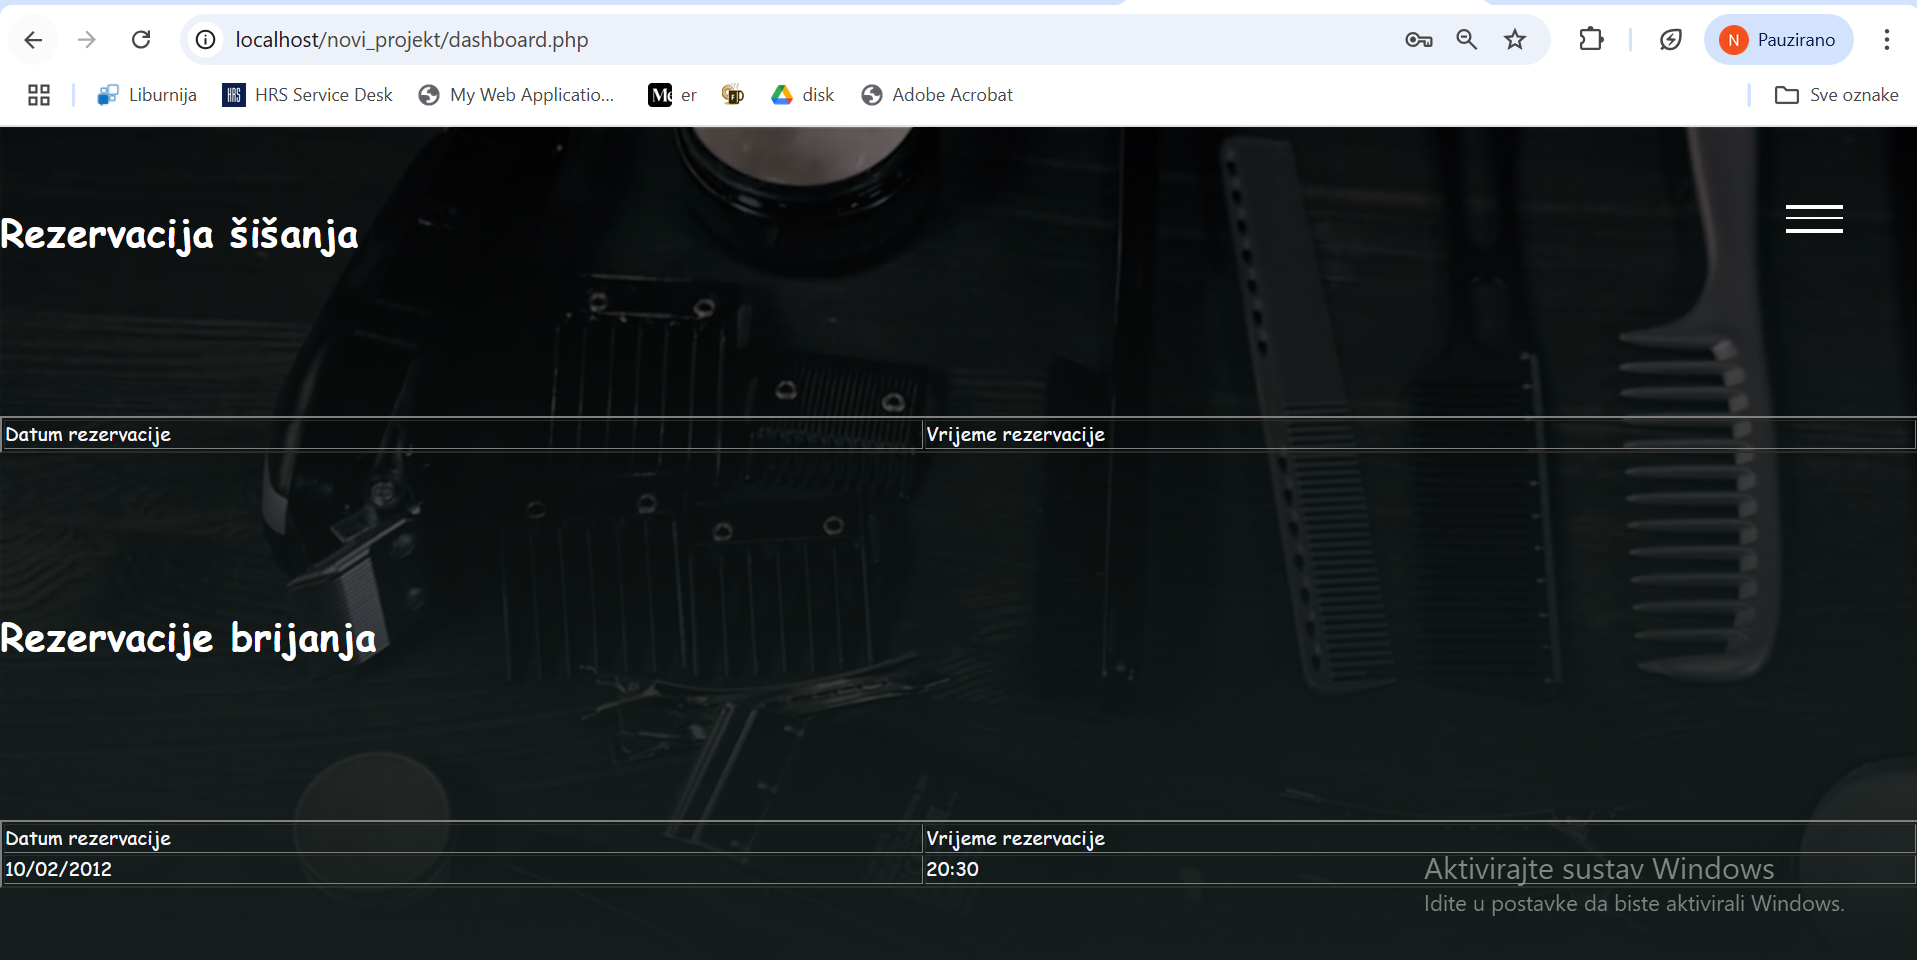 localhost/novi_projekt/dashboard.php
N Pauzirano
Liburnija
HRS HRS Service Desk
My Web Applicatio...
er
disk
Adobe Acrobat
Sve oznake
Rezervacija šišanja
Datum rezervacije Vrijeme rezervacije
Rezervacije brijanja
Datum rezervacije Vrijeme rezervacije
10/02/2012 20:30
Aktivirajte sustav Windows
Idite u postavke da biste aktivirali Windows.